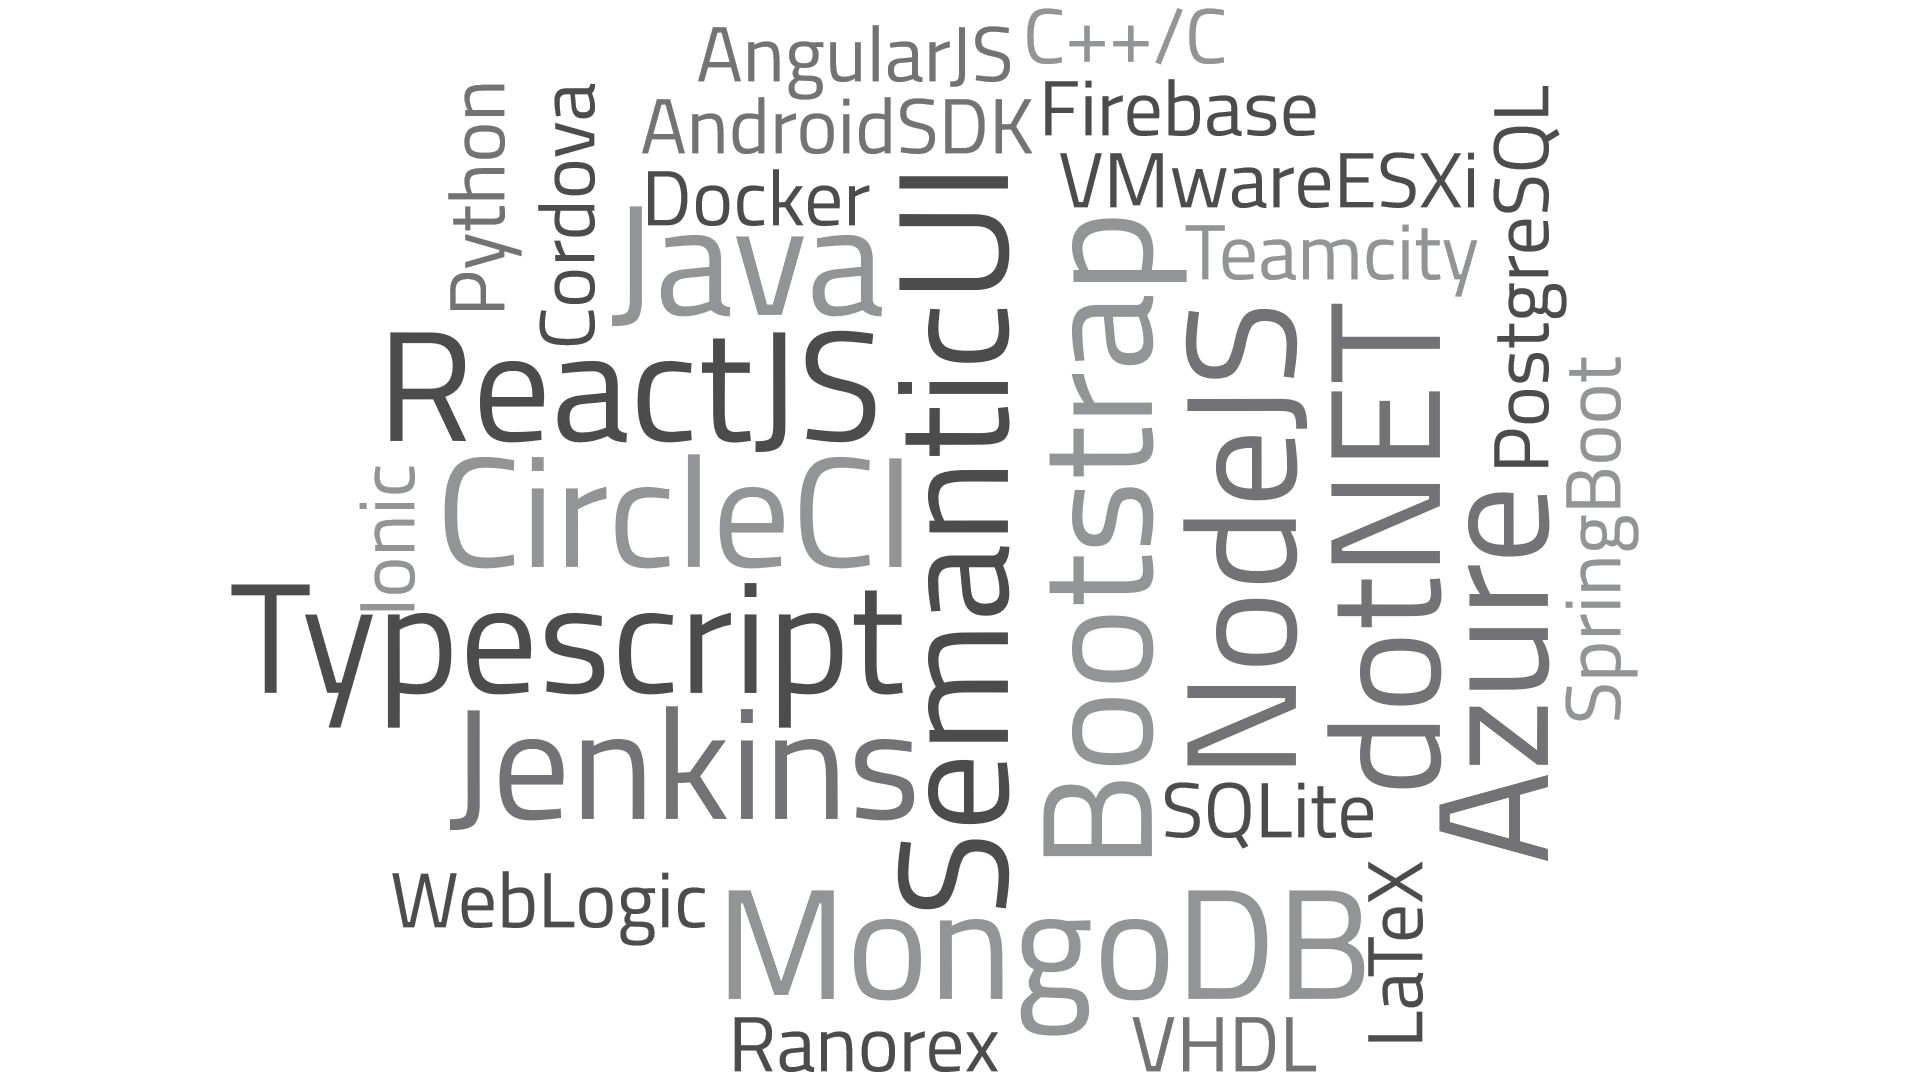 AngularJS
C++/C
AndroidSDK
Firebase
Python
Cordova
Docker
VMwareESXi
PostgreSQL
Java
SemanticUI
Bootstrap
Teamcity
ReactJS
NodeJS
dotNET
SpringBoot
Ionic
CircleCI
Azure
Typescript
Jenkins
SQLite
WebLogic
MongoDB
LaTeX
Ranorex
VHDL